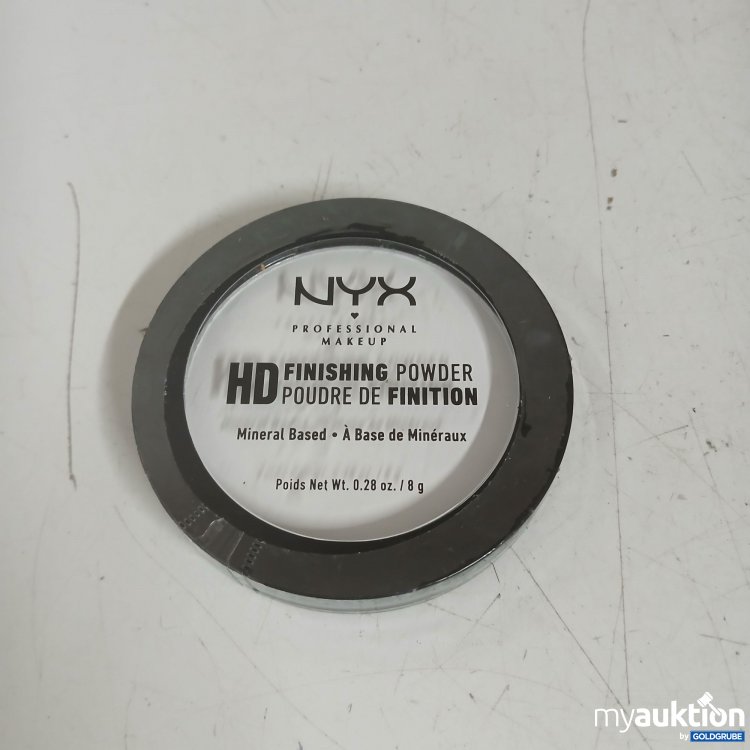 NYX
PROFESSIONAL
MAKEUP
HD FINISHING POWDER
POUDRE DE FINITION
Mineral Based • À Base de Minéraux
Poids Net Wt. 0.28 oz. / 8 g
myauktion
by GOLDGRUBE